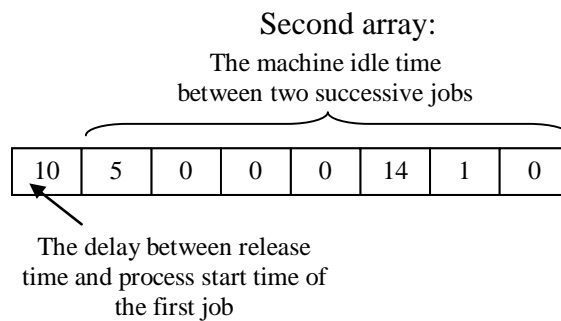 Second array:
The machine idle time
between two successive jobs
10 5 0 0 0 14 1 0
The delay between release
time and process start time of
the first job